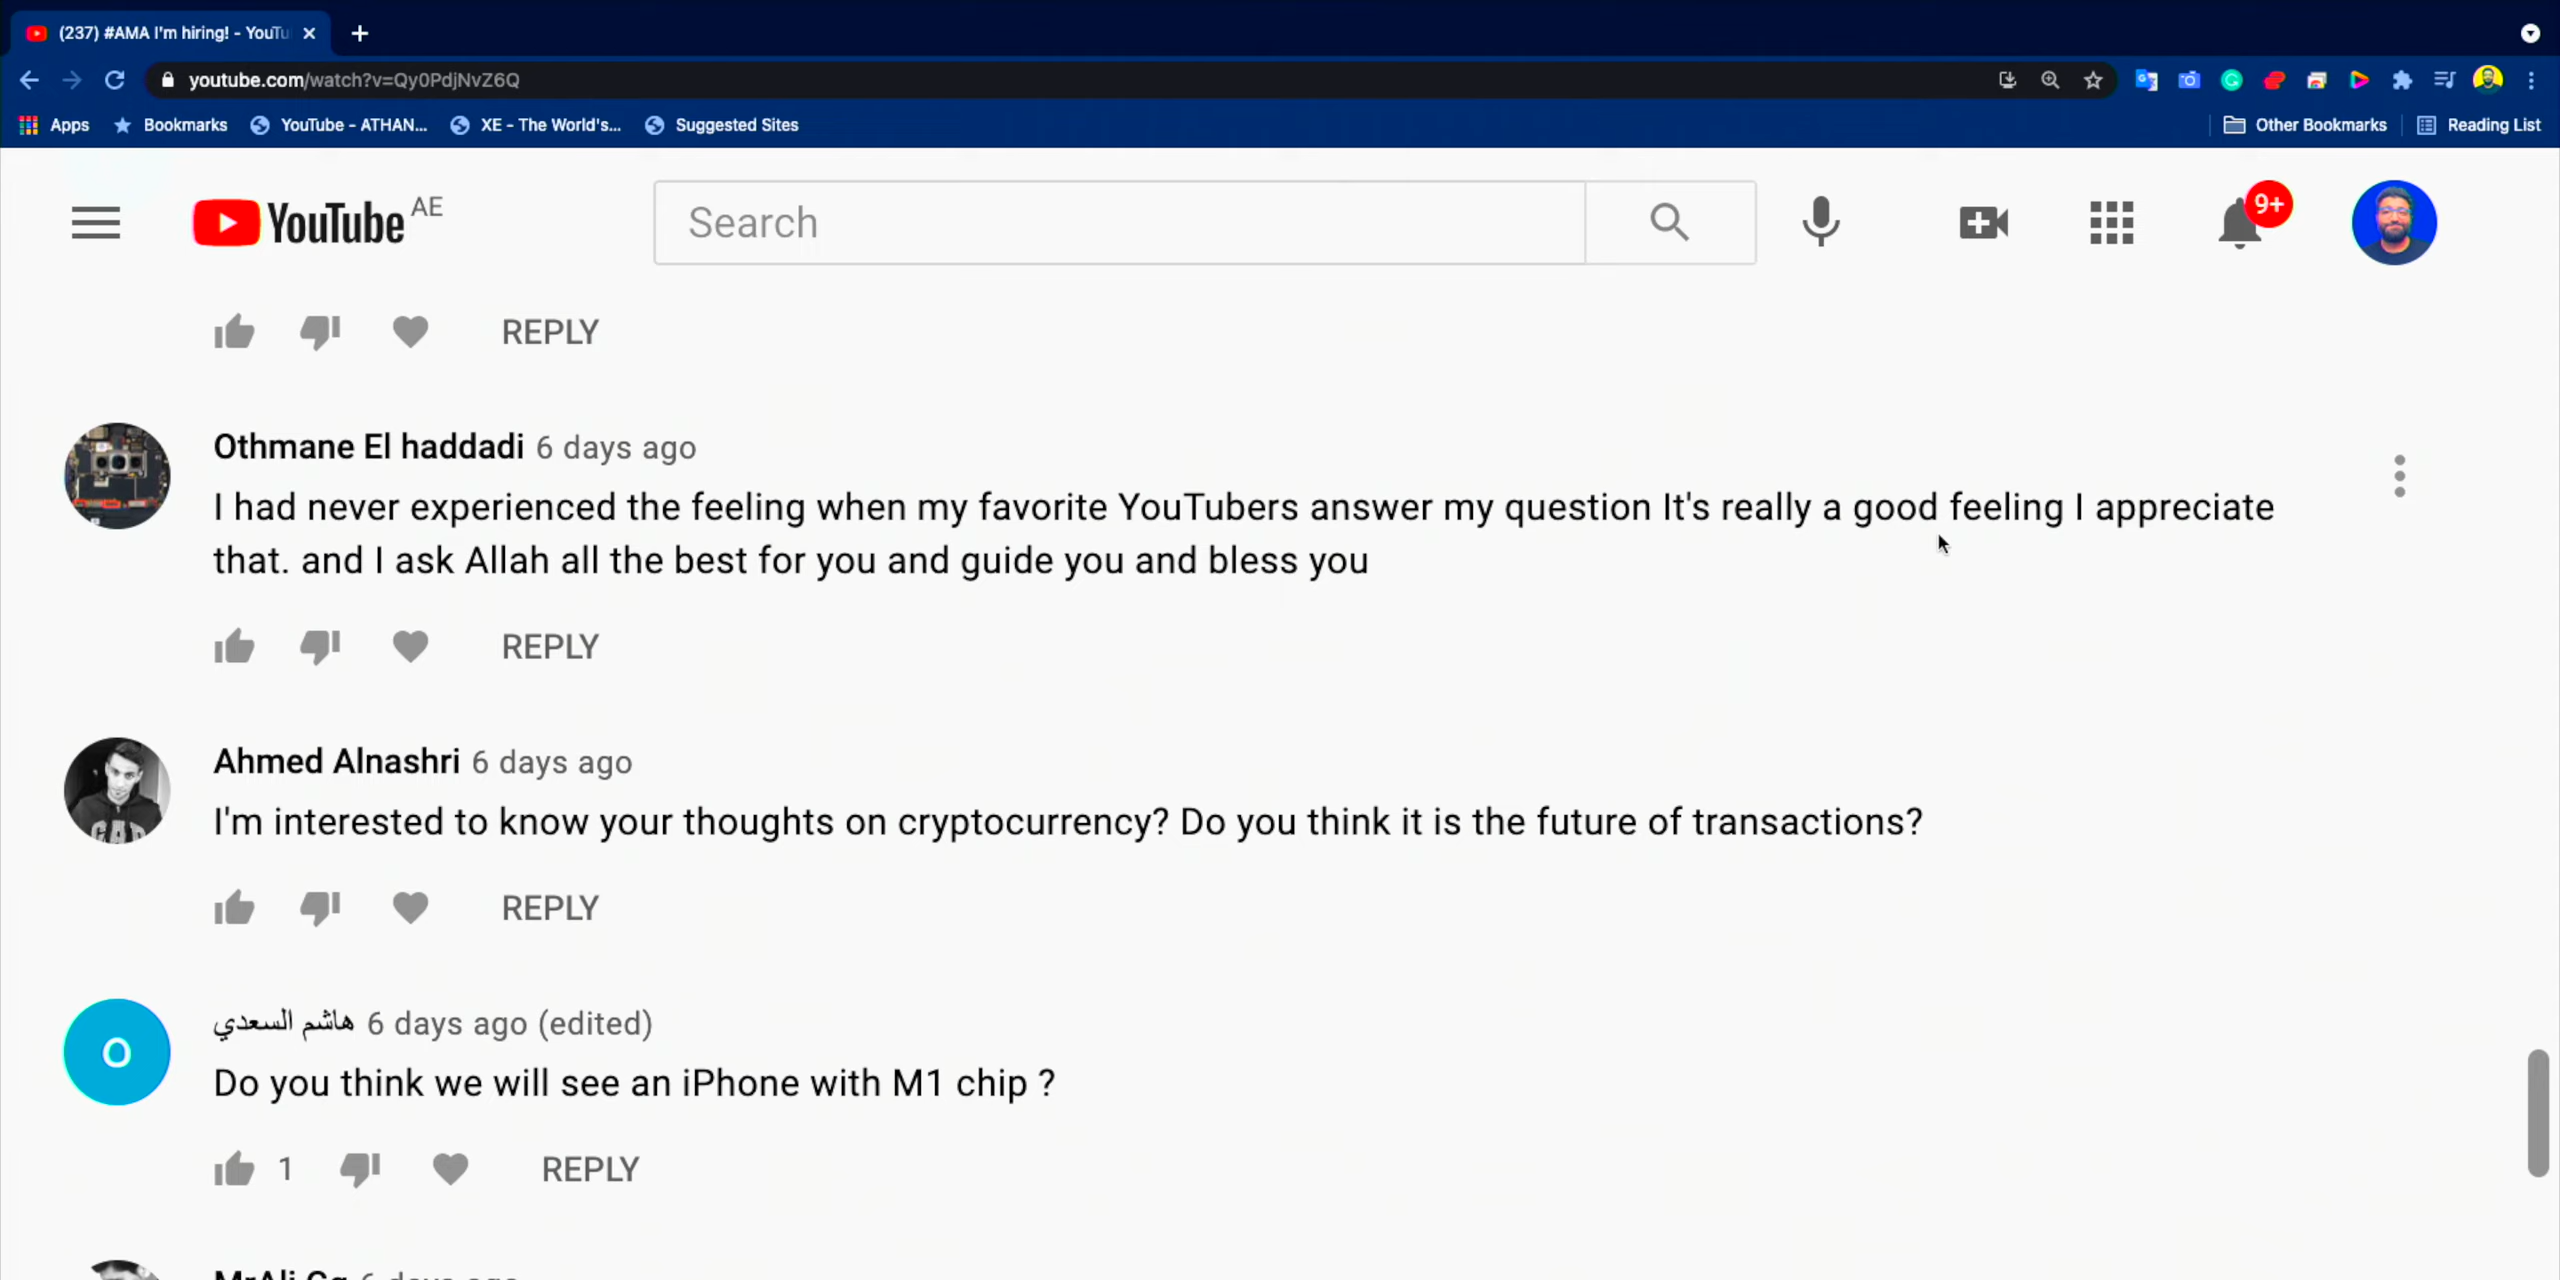 (237) #AMA I'm hiring! - YouTu
youtube.com/watch?v=Qy0PdjNvZ6Q
Apps Bookmarks YouTube - ATHAN... XE - The World's... Suggested Sites Other Bookmarks Reading List
YouTube AE Search 9+
REPLY
Othmane El haddadi 6 days ago
I had never experienced the feeling when my favorite YouTubers answer my question It's really a good feeling I appreciate
that. and I ask Allah all the best for you and guide you and bless you
REPLY
Ahmed Alnashri 6 days ago
I'm interested to know your thoughts on cryptocurrency? Do you think it is the future of transactions?
REPLY
هاشم السعدي 6 days ago (edited)
O
Do you think we will see an iPhone with M1 chip ?
1 REPLY
6 days ago